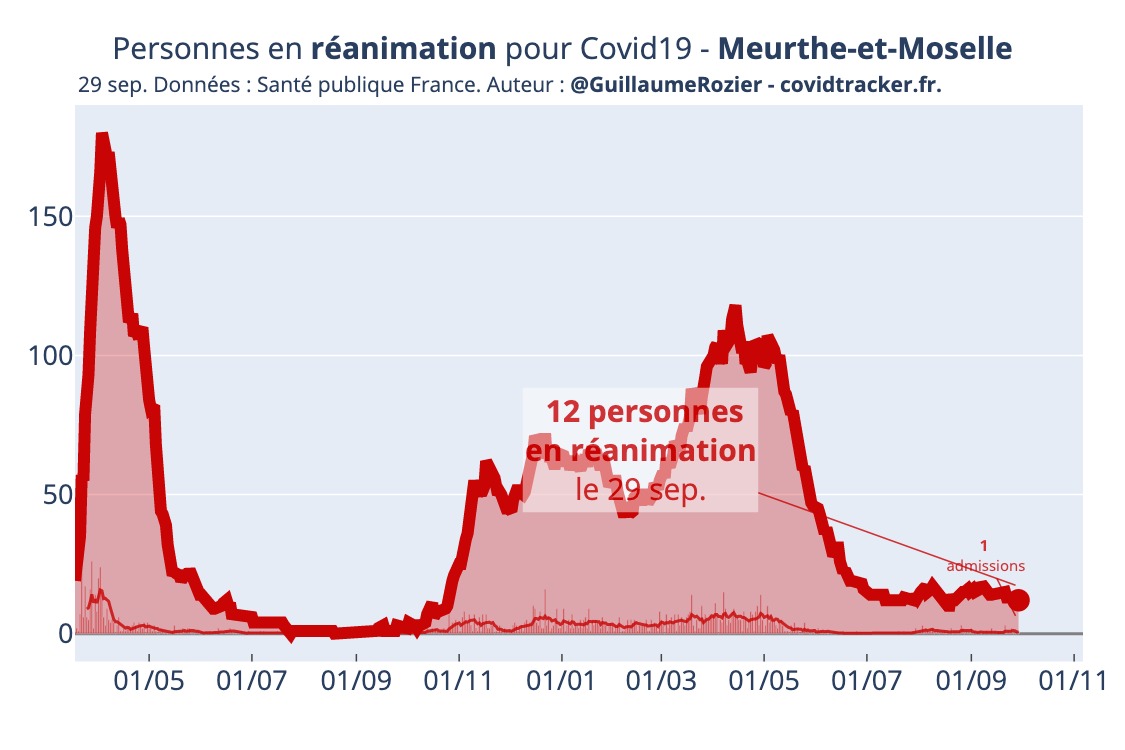 Personnes en réanimation pour Covid19 - Meurthe-et-Moselle
29 sep. Données : Santé publique France. Auteur : @GuillaumeRozier - covidtracker.fr.
150
100
12 personnes
en réanimation
le 29 sep.
50
1
admissions
0
01/05 01/07 01/09 01/11 01/01 01/03 01/05 01/07 01/09 01/11